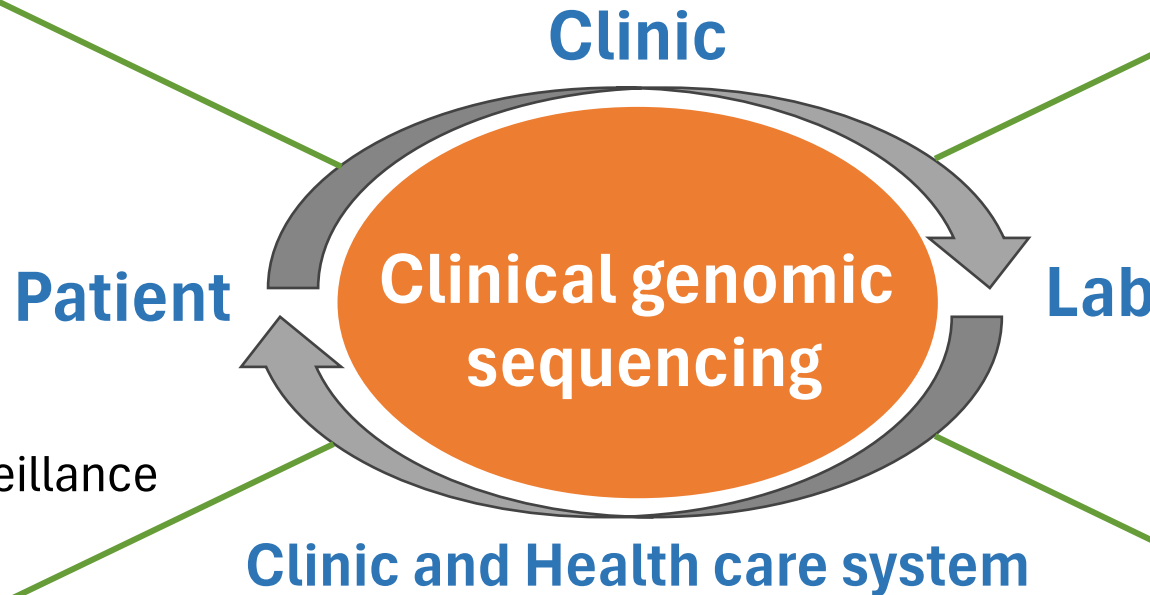 Clinic
Clinical genomic
sequencing
Patient
Lab
eillance
Clinic and Health care system